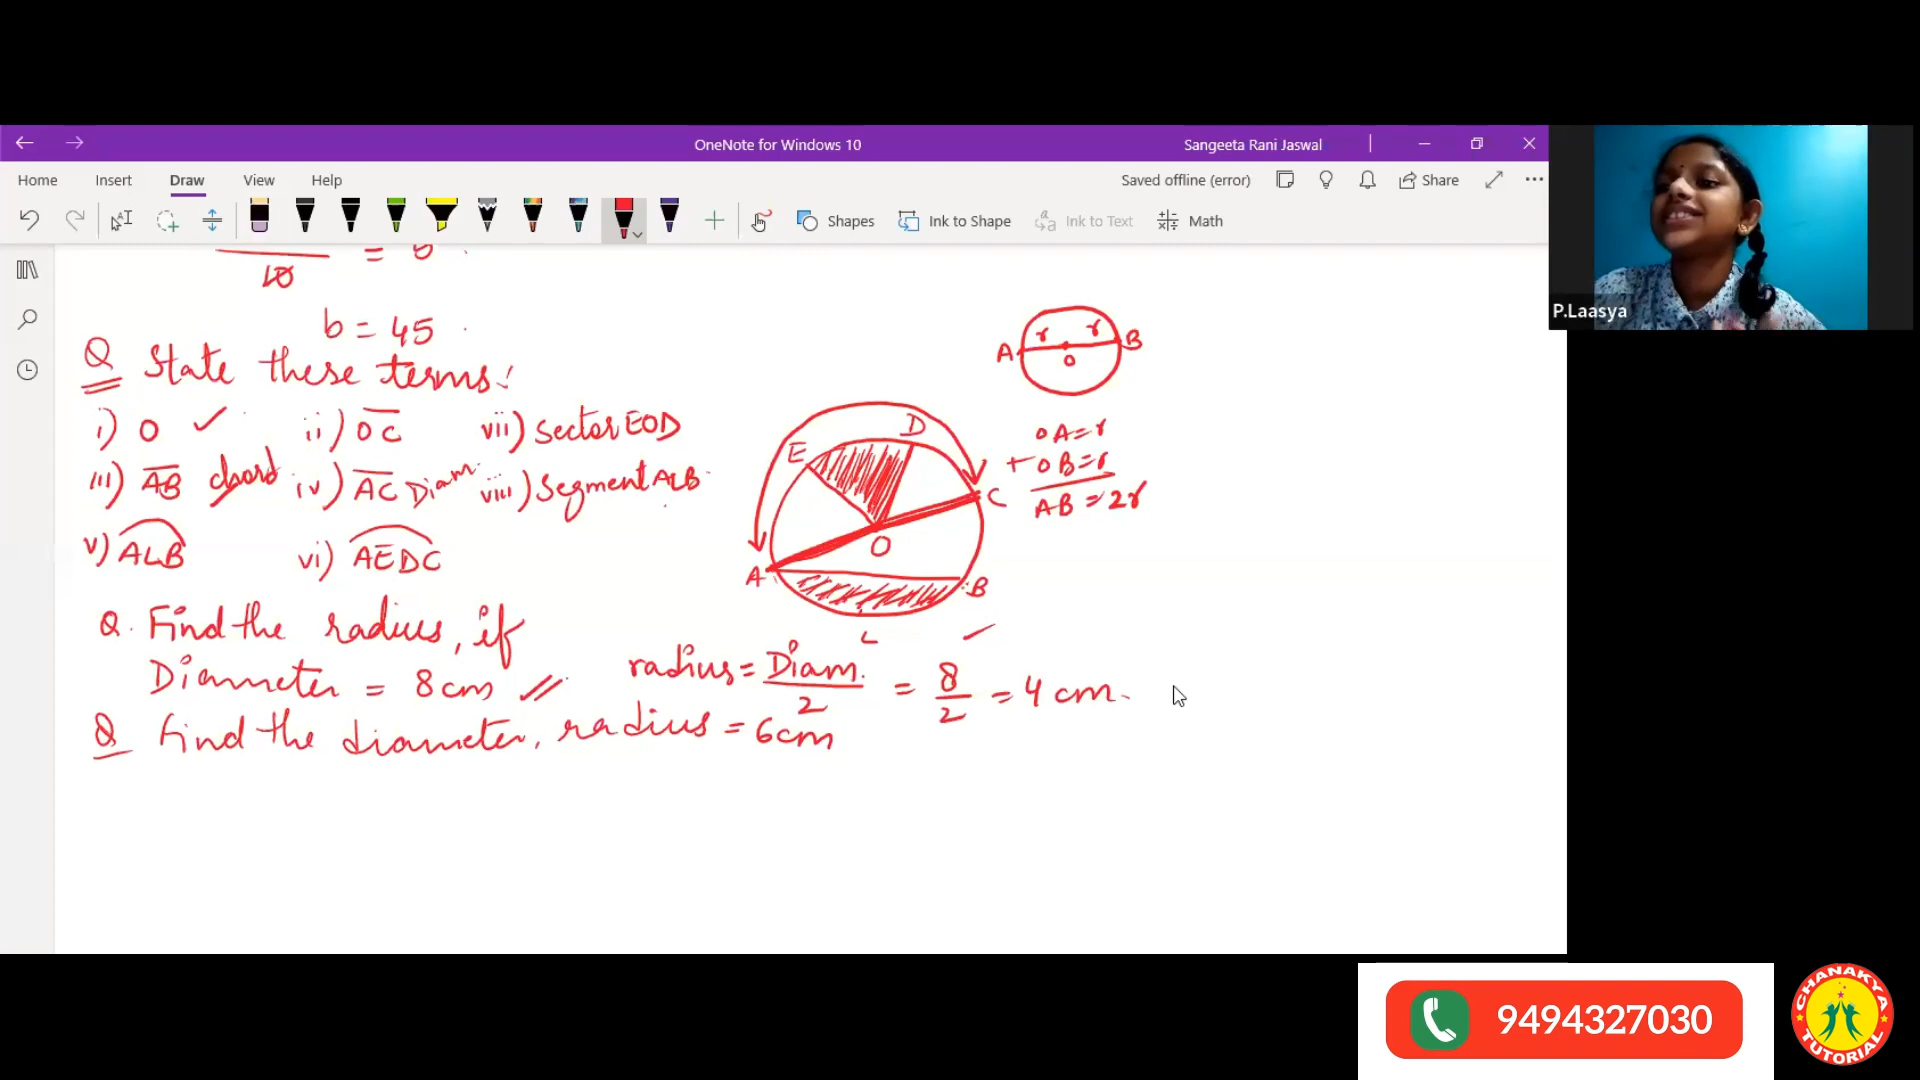 OneNote for Windows 10
Sangeeta Rani Jaswal
Home Insert Draw View Help
Saved offline (error) Share
Shapes Ink to Shape Ink to Text Math
P.Laasya
10 =
b = 45
Q State these terms:
i) O ii) OC vii) Sector EOD
iii) AB chord iv) AC Diam. viii) Segment ALB
v) ALB vi) AEDC
A r r B
O
OA = r
+ OB = r
AB = 2r
E D C O A B L
Q. Find the radius, if
Diameter = 8cm
radius = Diam. / 2 = 8/2 = 4 cm.
Q Find the diameter, radius = 6cm
9494327030
CHANAKYA
TUTORIAL